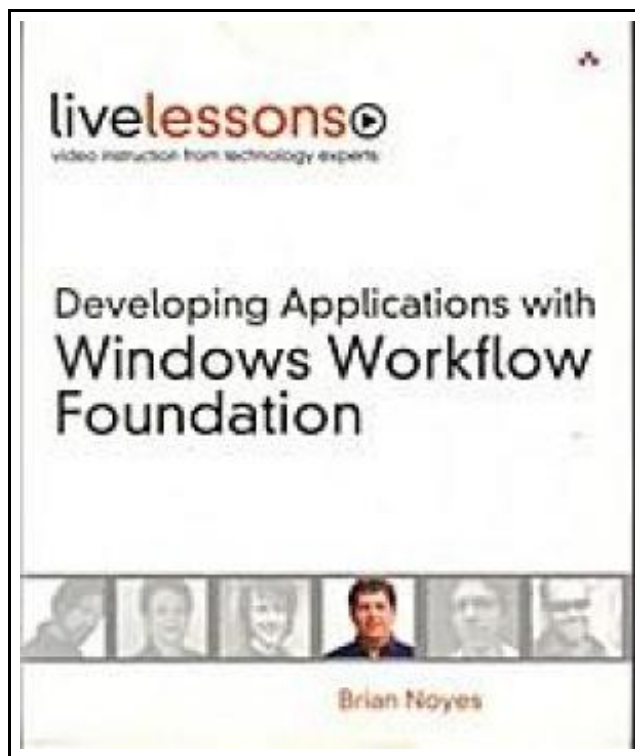 livelessons
video instruction from technology experts
Developing Applications with
Windows Workflow
Foundation
Brian Noyes